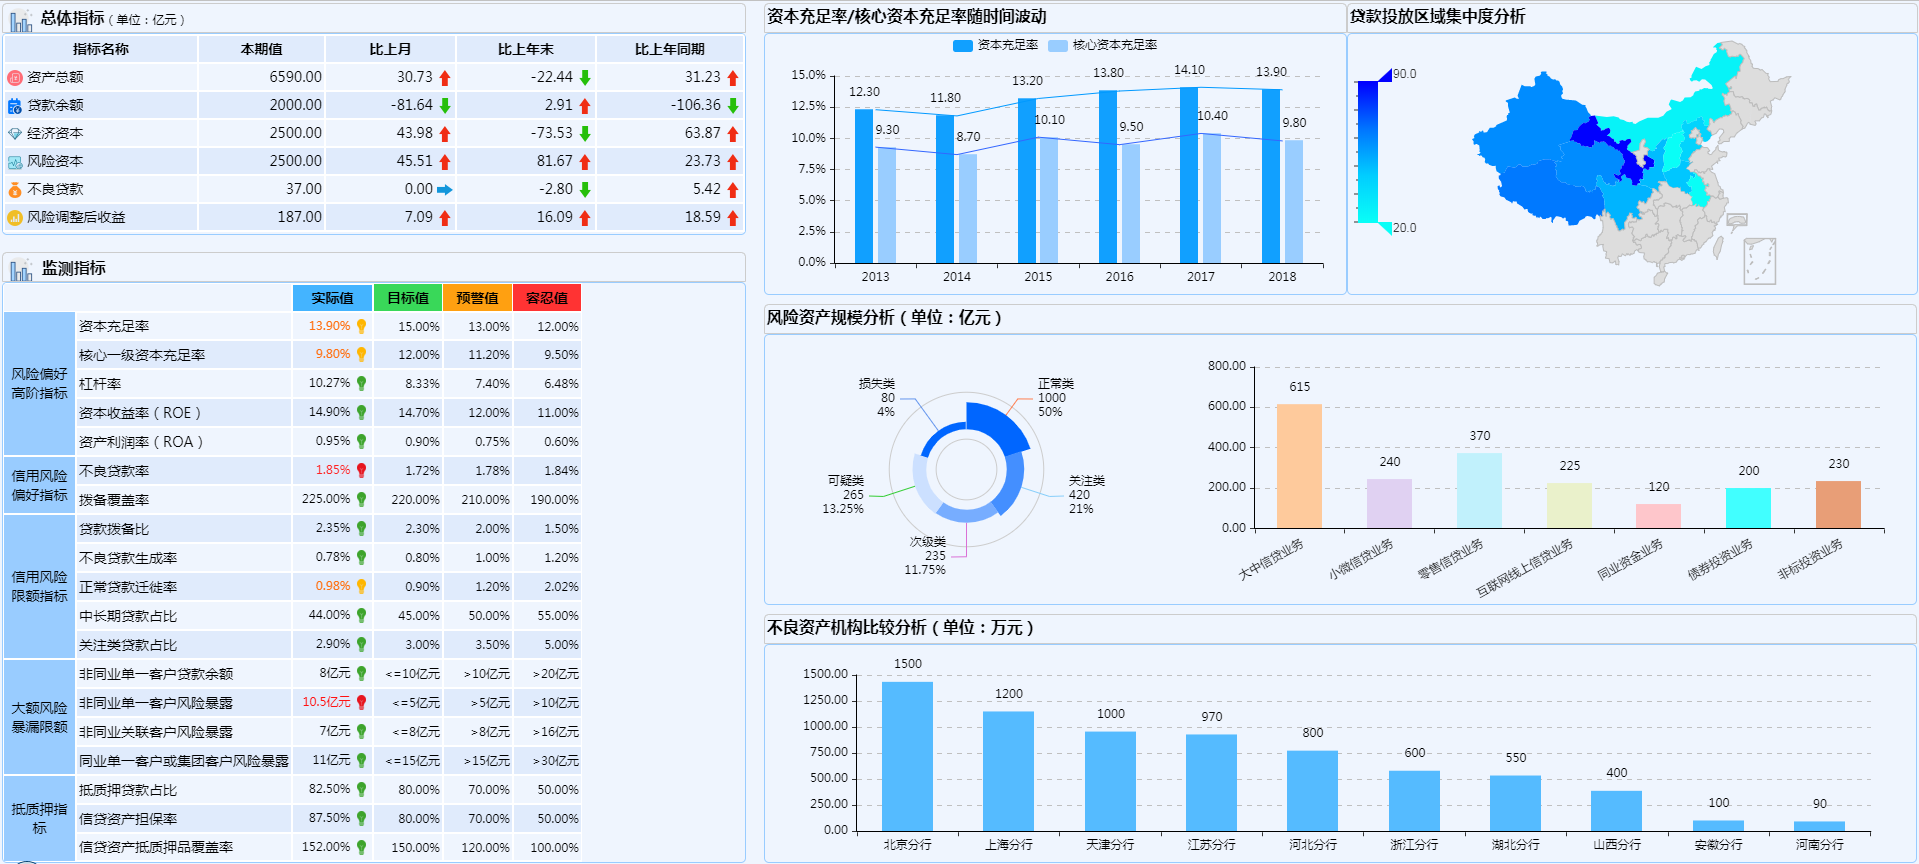 总体指标（单位：亿元）
指标名称 本期值 比上月 比上年末 比上年同期
资产总额 6590.00 30.73 -22.44 31.23
贷款余额 2000.00 -81.64 2.91 -106.36
经济资本 2500.00 43.98 -73.53 63.87
风险资本 2500.00 45.51 81.67 23.73
不良贷款 37.00 0.00 -2.80 5.42
风险调整后收益 187.00 7.09 16.09 18.59
监测指标
实际值 目标值 预警值 容忍值
风险偏好
高阶指标
资本充足率 13.90% 15.00% 13.00% 12.00%
核心一级资本充足率 9.80% 12.00% 11.20% 9.50%
杠杆率 10.27% 8.33% 7.40% 6.48%
资本收益率（ROE） 14.90% 14.70% 12.00% 11.00%
资产利润率（ROA） 0.95% 0.90% 0.75% 0.60%
信用风险
偏好指标
不良贷款率 1.85% 1.72% 1.78% 1.84%
拨备覆盖率 225.00% 220.00% 210.00% 190.00%
信用风险
限额指标
贷款拨备比 2.35% 2.30% 2.00% 1.50%
不良贷款生成率 0.78% 0.80% 1.00% 1.20%
正常贷款迁徙率 0.98% 0.90% 1.20% 2.02%
中长期贷款占比 44.00% 45.00% 50.00% 55.00%
关注类贷款占比 2.90% 3.00% 3.50% 5.00%
大额风险
暴漏限额
非同业单一客户贷款余额 8亿元 <=10亿元 >10亿元 >20亿元
非同业单一客户风险暴露 10.5亿元 <=5亿元 >5亿元 >10亿元
非同业关联客户风险暴露 7亿元 <=8亿元 >8亿元 >16亿元
同业单一客户或集团客户风险暴露 11亿元 <=15亿元 >15亿元 >30亿元
抵质押指
标
抵质押贷款占比 82.50% 80.00% 70.00% 50.00%
信贷资产担保率 87.50% 80.00% 70.00% 50.00%
信贷资产抵质押品覆盖率 152.00% 150.00% 120.00% 100.00%
资本充足率/核心资本充足率随时间波动
资本充足率 核心资本充足率
15.0%
12.5%
10.0%
7.5%
5.0%
2.5%
0.0%
12.30 11.80 13.20 13.80 14.10 13.90
9.30 8.70 10.10 9.50 10.40 9.80
2013 2014 2015 2016 2017 2018
贷款投放区域集中度分析
90.0
20.0
风险资产规模分析（单位：亿元）
损失类
80
4%
正常类
1000
50%
可疑类
265
13.25%
关注类
420
21%
次级类
235
11.75%
800.00
600.00
400.00
200.00
0.00
615 240 370 225 120 200 230
大中信贷业务 小微信贷业务 零售信贷业务 互联网线上信贷业务 同业资金业务 债券投资业务 非标投资业务
不良资产机构比较分析（单位：万元）
1500.00
1250.00
1000.00
750.00
500.00
250.00
0.00
1500 1200 1000 970 800 600 550 400 100 90
北京分行 上海分行 天津分行 江苏分行 河北分行 浙江分行 湖北分行 山西分行 安徽分行 河南分行